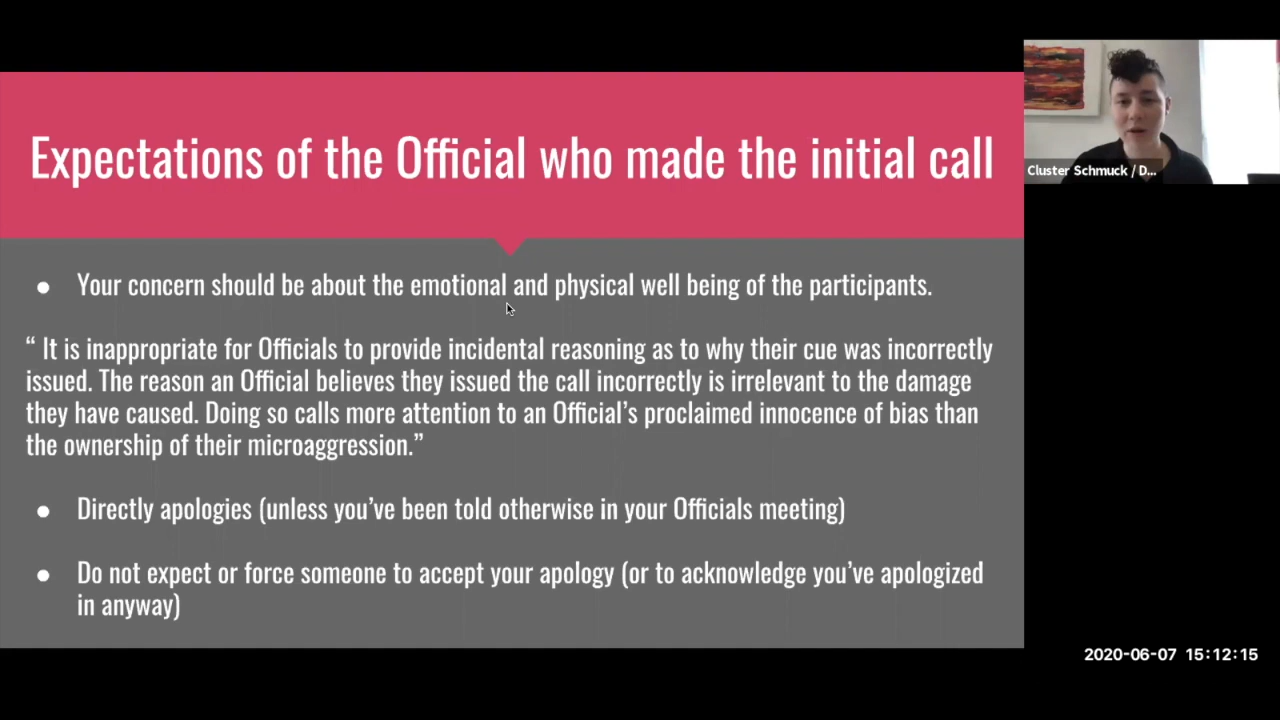 Expectations of the Official who made the initial call
Cluster Schmuck / D...
● Your concern should be about the emotional and physical well being of the participants.
“ It is inappropriate for Officials to provide incidental reasoning as to why their cue was incorrectly
issued. The reason an Official believes they issued the call incorrectly is irrelevant to the damage
they have caused. Doing so calls more attention to an Official’s proclaimed innocence of bias than
the ownership of their microaggression.”
● Directly apologies (unless you’ve been told otherwise in your Officials meeting)
● Do not expect or force someone to accept your apology (or to acknowledge you’ve apologized
in anyway)
2020-06-07 15:12:15